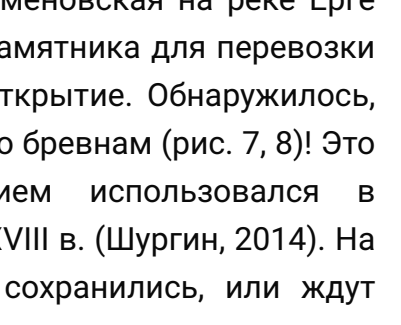 меновская на реке Ерге
амятника для перевозки
ткрытие. Обнаружилось,
о бревнам (рис. 7, 8)! Это
ием использовался в
XVIII в. (Шургин, 2014). На
сохранились, или ждут